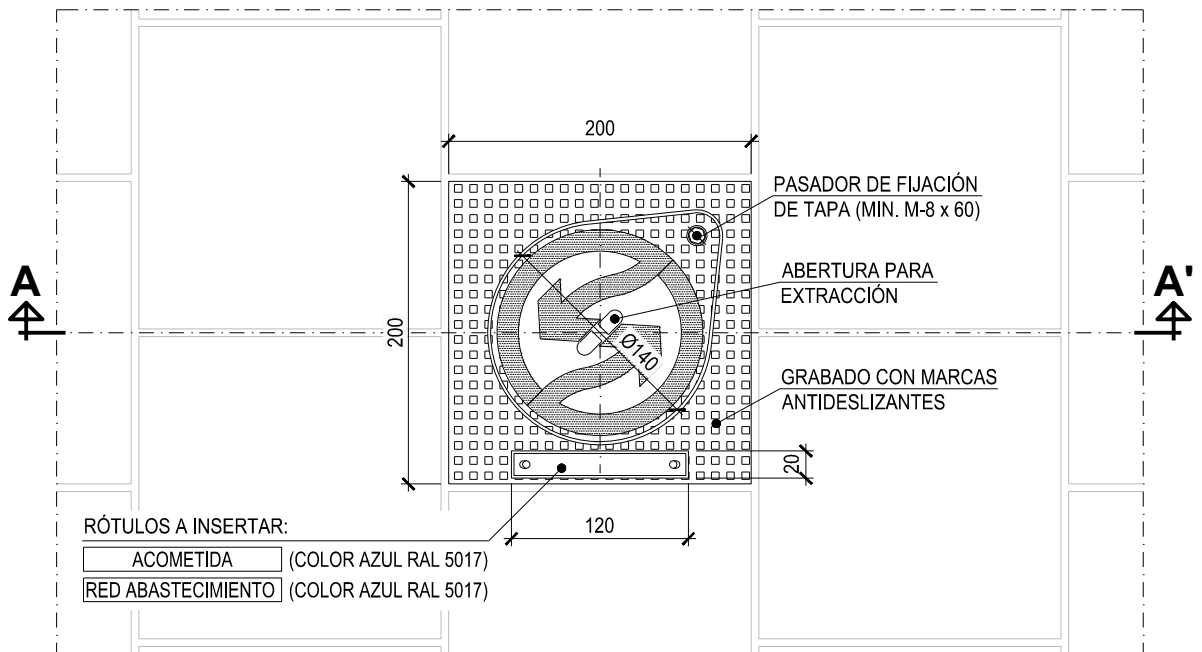 200
PASADOR DE FIJACIÓN
DE TAPA (MIN. M-8 x 60)
ABERTURA PARA
EXTRACCIÓN
A
A'
200
Ø140
GRABADO CON MARCAS
ANTIDESLIZANTES
20
RÓTULOS A INSERTAR:
120
ACOMETIDA (COLOR AZUL RAL 5017)
RED ABASTECIMIENTO (COLOR AZUL RAL 5017)